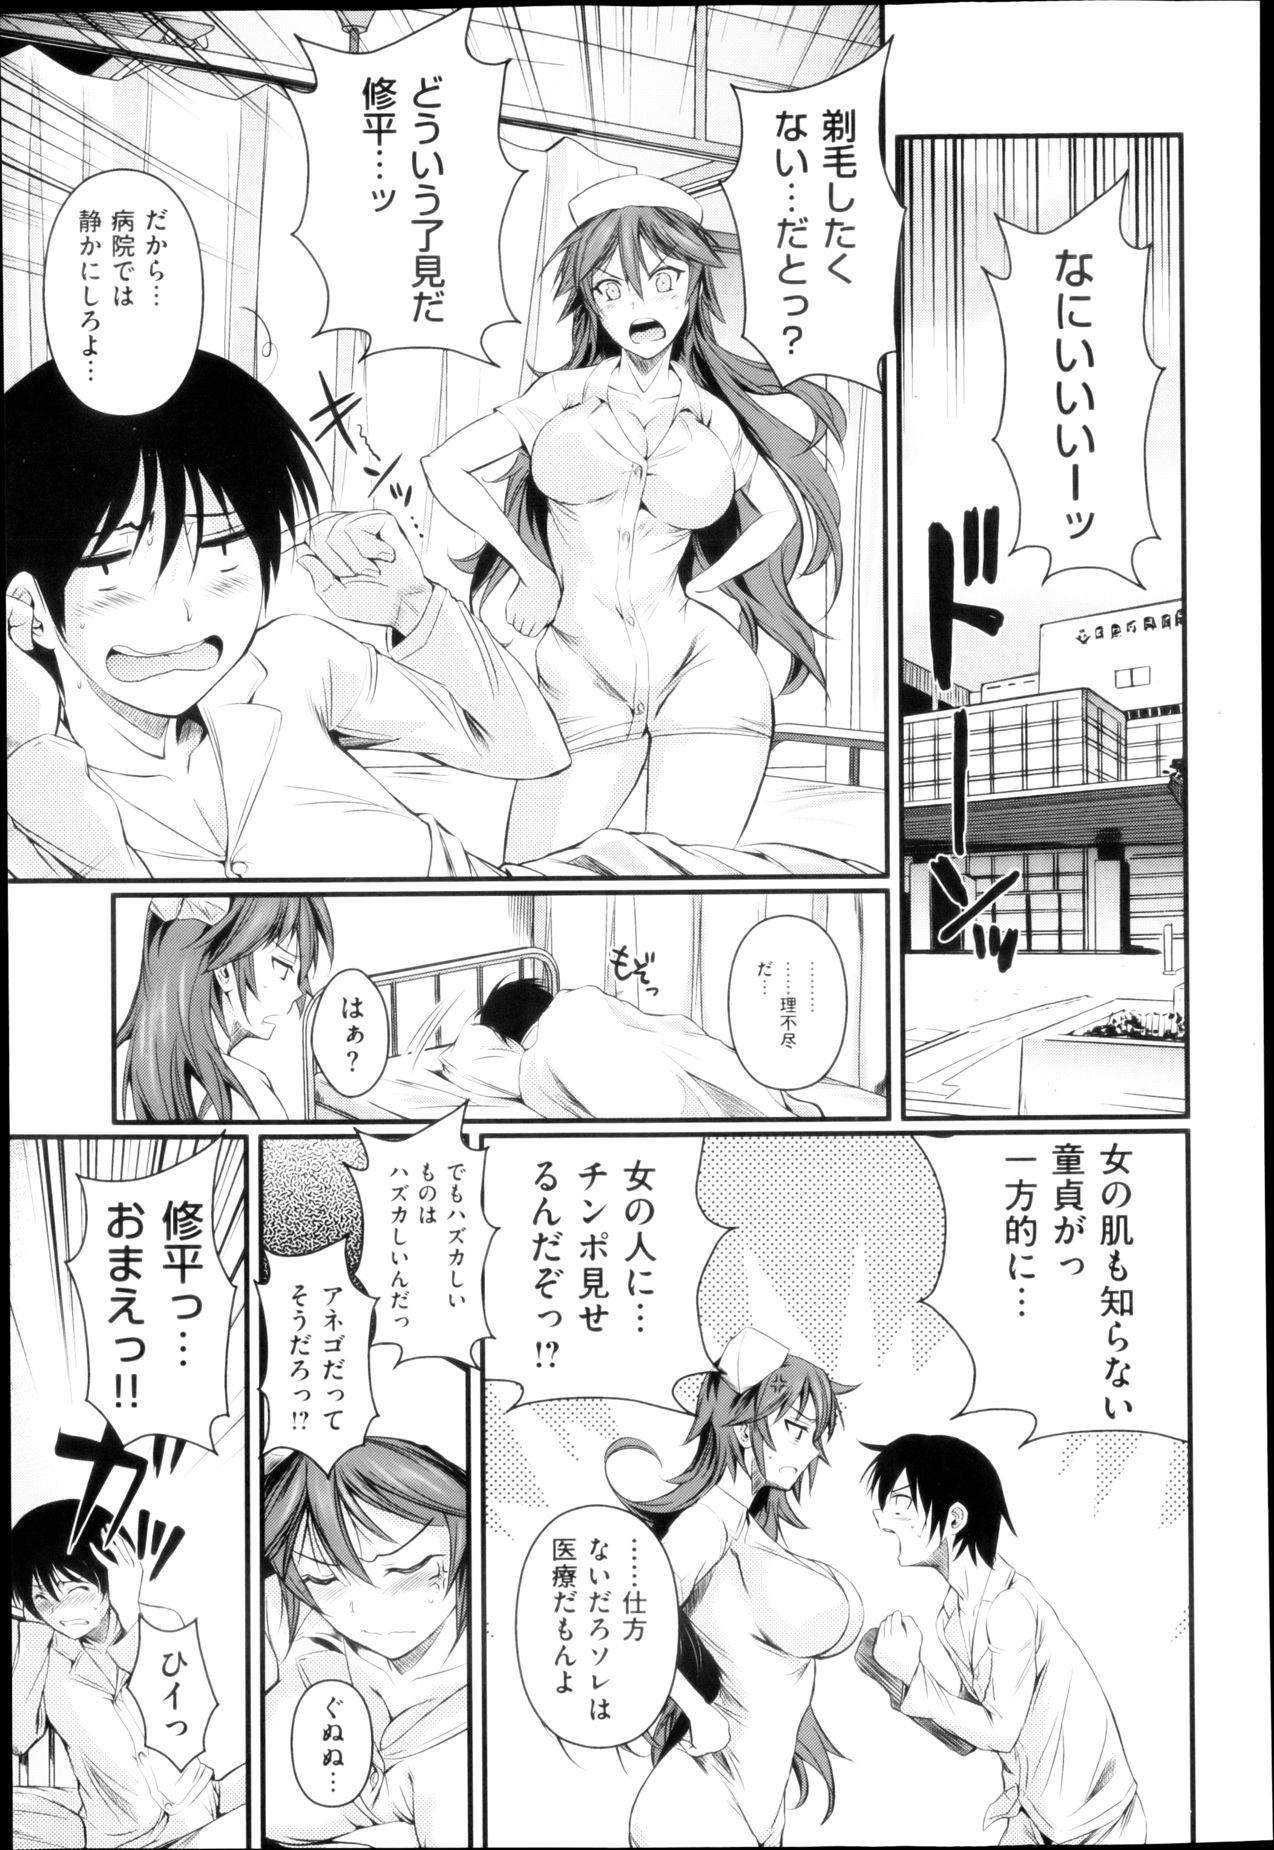 なにいいいーッ
ドーンッ
剃毛したく
ない…だとっ？
どういう了見だ
修平…ッ
だから…
病院では
静かにしろよ…
キッ…
………
……理不尽
だ…
もぞっ
はぁ？
女の肌も知らない
童貞がっ
一方的に…
女の人に…
チンポ見せ
るんだぞっ!?
……仕方
ないだろソレは
医療だもんよ
でもハズカしい
ものは
ハズカしいんだっ
アネゴだって
そうだろっ!?
ぐぬぬ…
修平っ…
おまえっ!!
ガッ
ひイっ